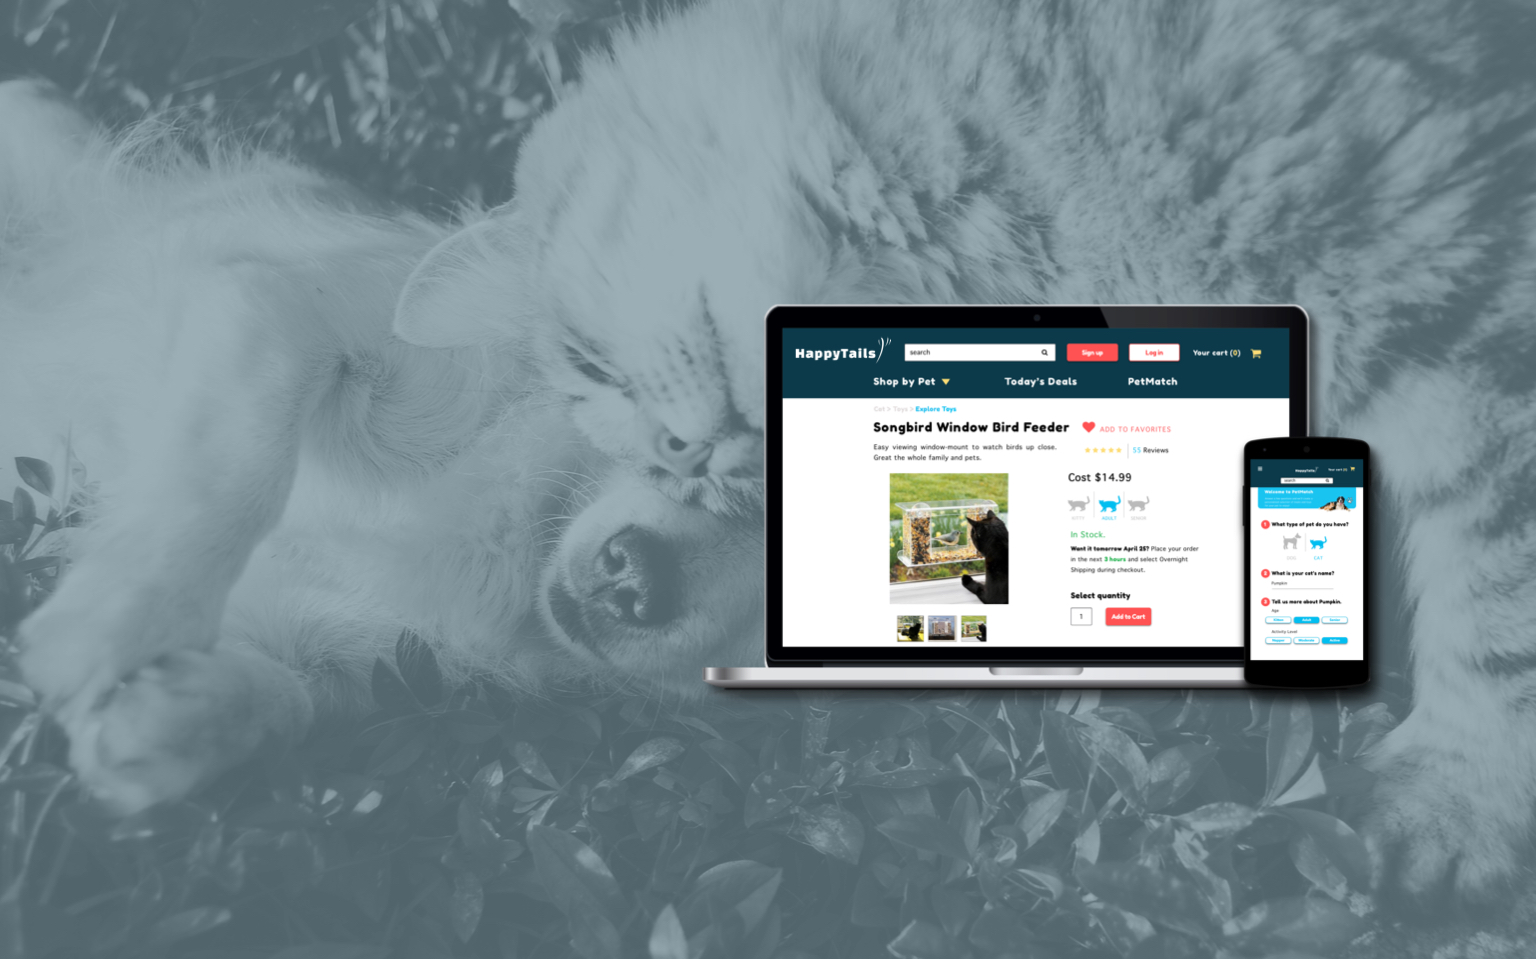 HappyTails
search
Sign up
Log in
Your cart (0)
Shop by Pet
Today's Deals
PetMatch
Cat > Toys > Explore Toys
Songbird Window Bird Feeder
ADD TO FAVORITES
Easy viewing window-mount to watch birds up close.
Great the whole family and pets.
55 Reviews
Cost $14.99
KITTY
ADULT
SENIOR
In Stock.
Want it tomorrow April 25? Place your order
in the next 3 hours and select Overnight
Shipping during checkout.
Select quantity
1
Add to Cart
HappyTails
Your cart (0)
search
Welcome to PetMatch
1 What type of pet do you have?
DOG
CAT
2 What is your cat's name?
Pumpkin
3 Tell us more about Pumpkin.
Age
Kitten
Adult
Senior
Activity Level
Moderate
Active